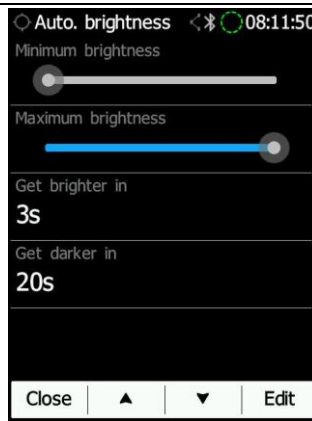 Auto. brightness 08:11:50
Minimum brightness
Maximum brightness
Get brighter in
3s
Get darker in
20s
Close Edit